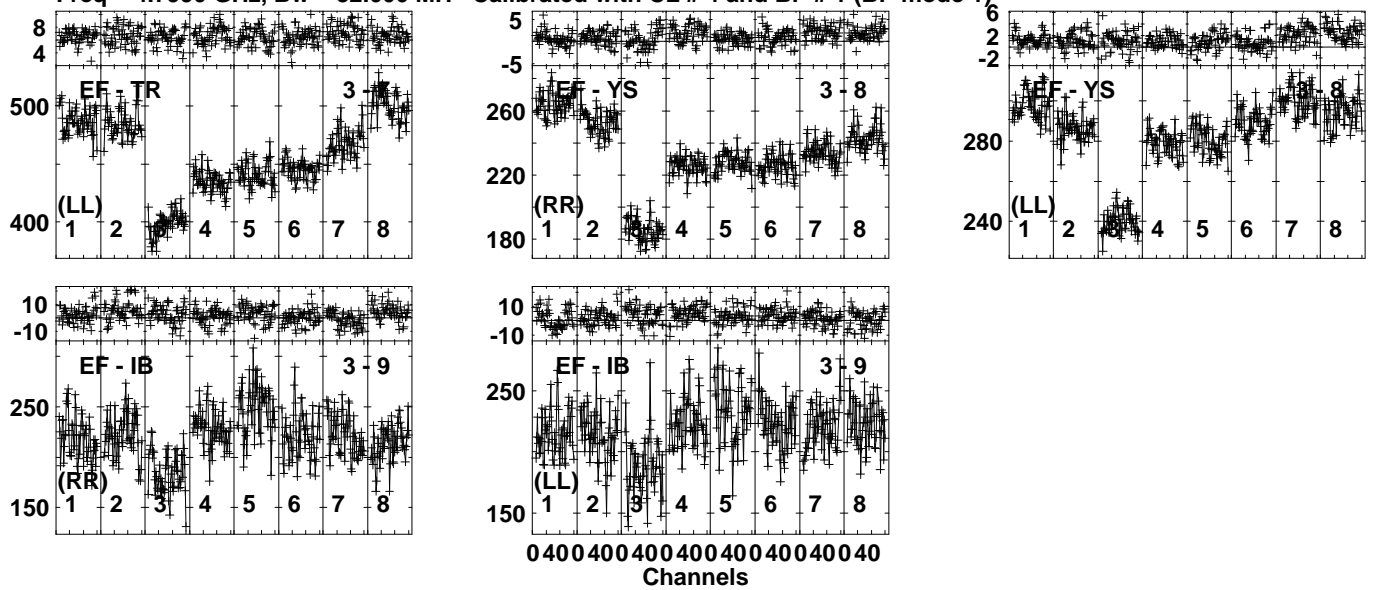 8
4
EF - TR
500
400
(LL)
1 2 3 4 5 6 7 8
5
-5
EF - YS 3 - 8
260
220
180
(RR)
1 2 3 4 5 6 7 8
6
2
-2
EF - YS 3 - 8
280
240
(LL)
1 2 3 4 5 6 7 8
10
-10
EF - IB 3 - 9
250
150
(RR)
1 2 3 4 5 6 7 8
10
-10
EF - IB 3 - 9
250
150
(LL)
1 2 3 4 5 6 7 8
0 40 0 40 0 40 0 40 0 40 0 40 0 40 0 40
Channels